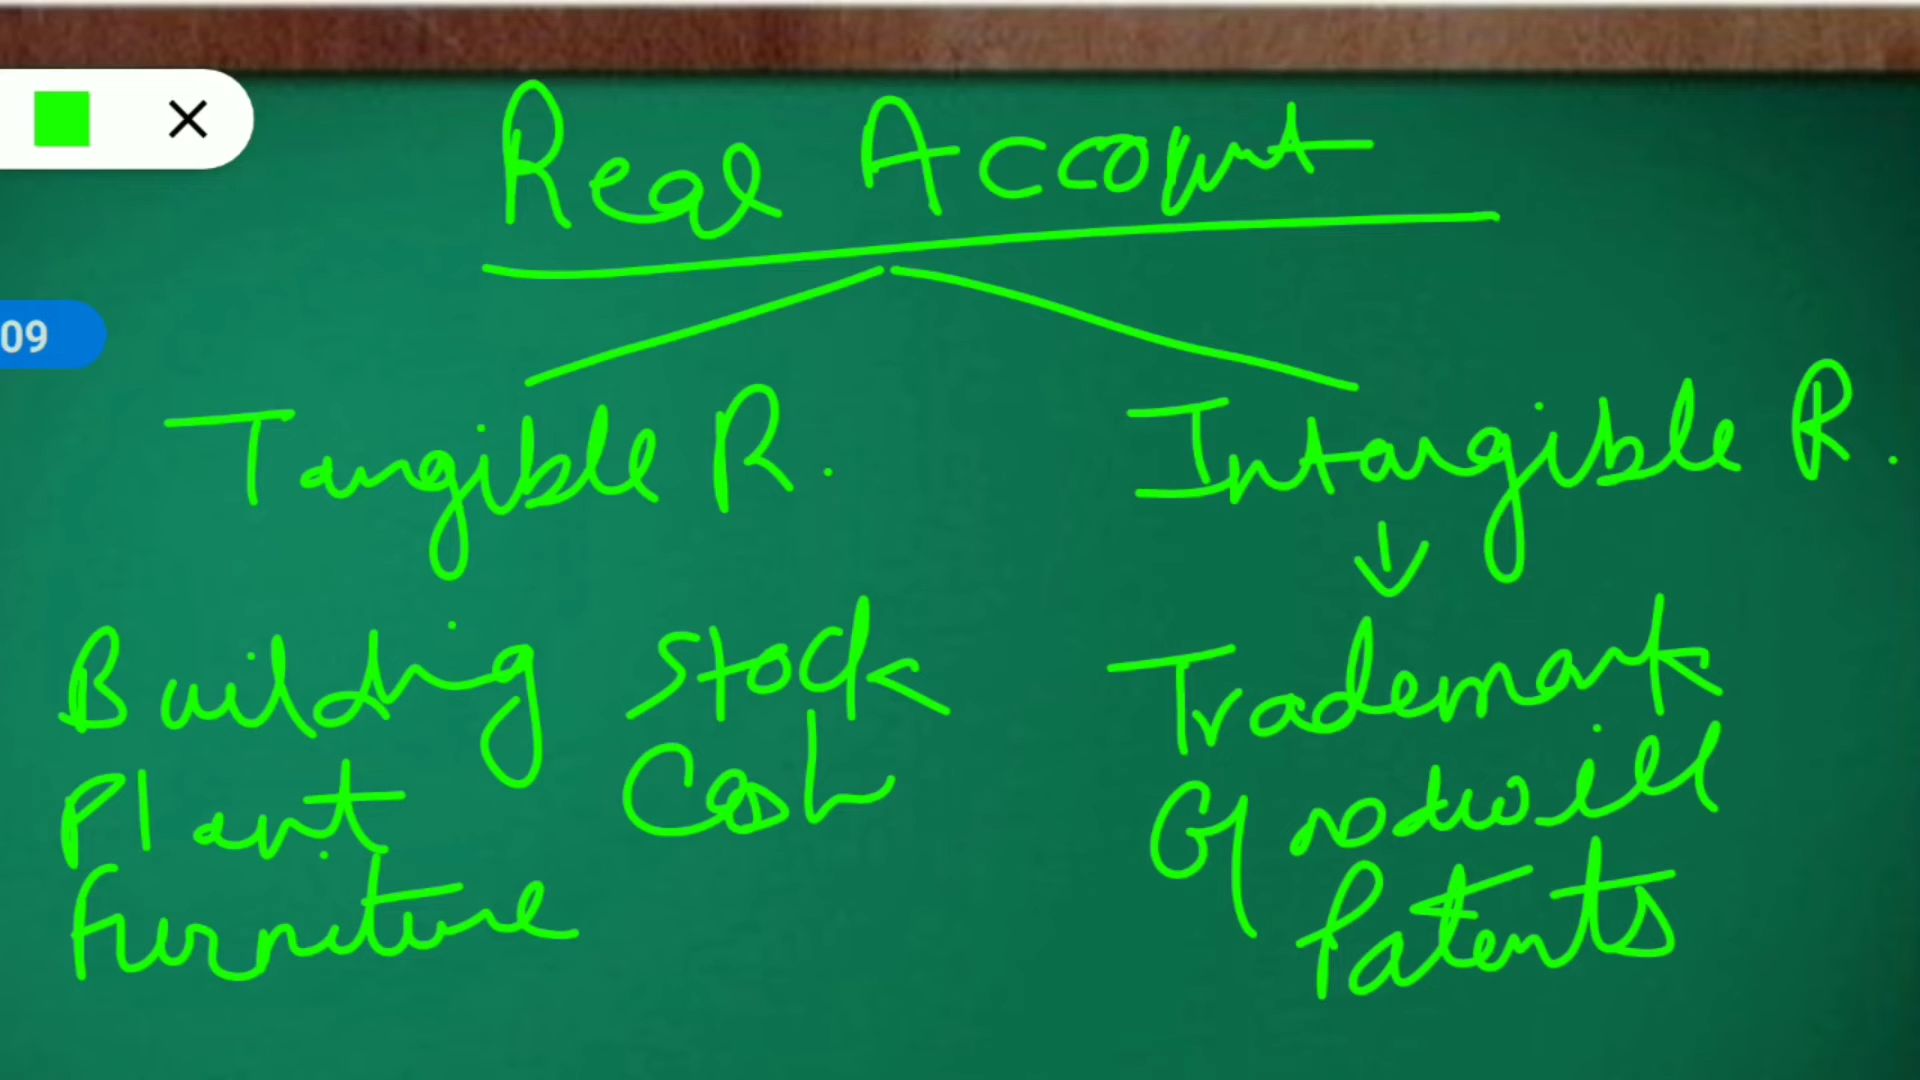 09
Real Account
Tangible R.
Intangible R.
Building
Plant
Furniture
Stock
Cash
Trademark
Goodwill
Patents